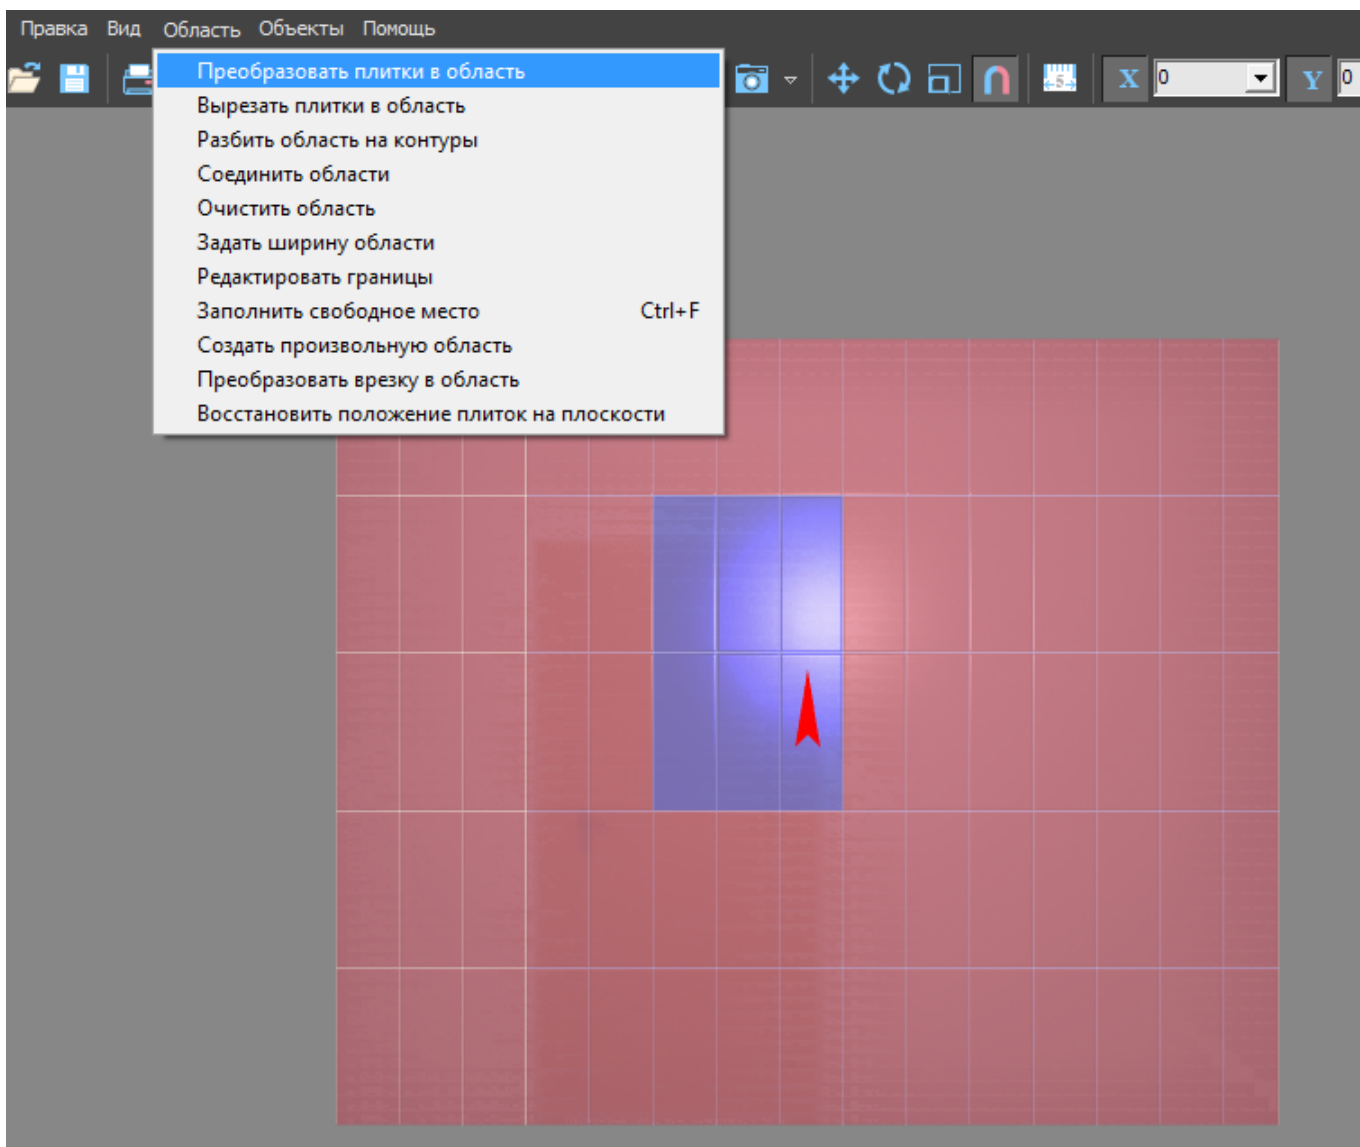 Правка Вид Область Объекты Помощь
5 X 0 Y 0
Преобразовать плитки в область
Вырезать плитки в область
Разбить область на контуры
Соединить области
Очистить область
Задать ширину области
Редактировать границы
Заполнить свободное место Ctrl+F
Создать произвольную область
Преобразовать врезку в область
Восстановить положение плиток на плоскости